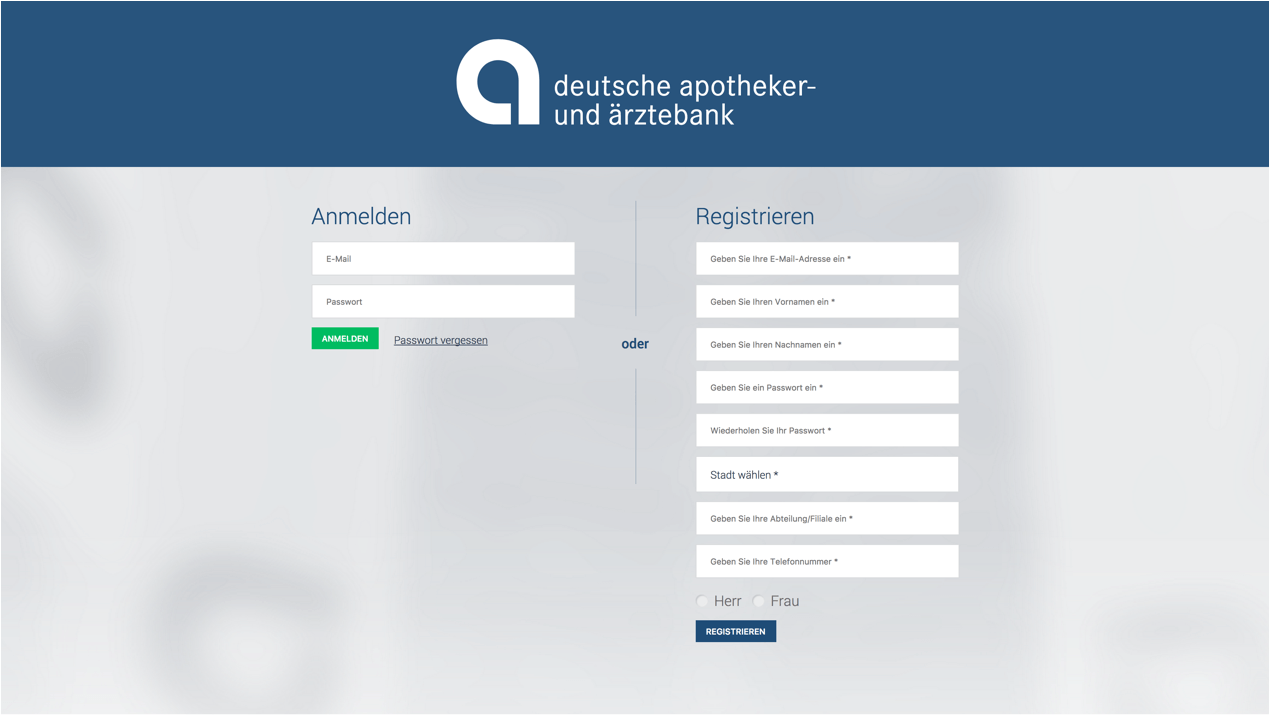 deutsche apotheker-
und ärztebank
Anmelden
E-Mail
Passwort
ANMELDEN
Passwort vergessen
oder
Registrieren
Geben Sie Ihre E-Mail-Adresse ein *
Geben Sie Ihren Vornamen ein *
Geben Sie Ihren Nachnamen ein *
Geben Sie ein Passwort ein *
Wiederholen Sie Ihr Passwort *
Stadt wählen *
Geben Sie Ihre Abteilung/Filiale ein *
Geben Sie Ihre Telefonnummer *
Herr Frau
REGISTRIEREN